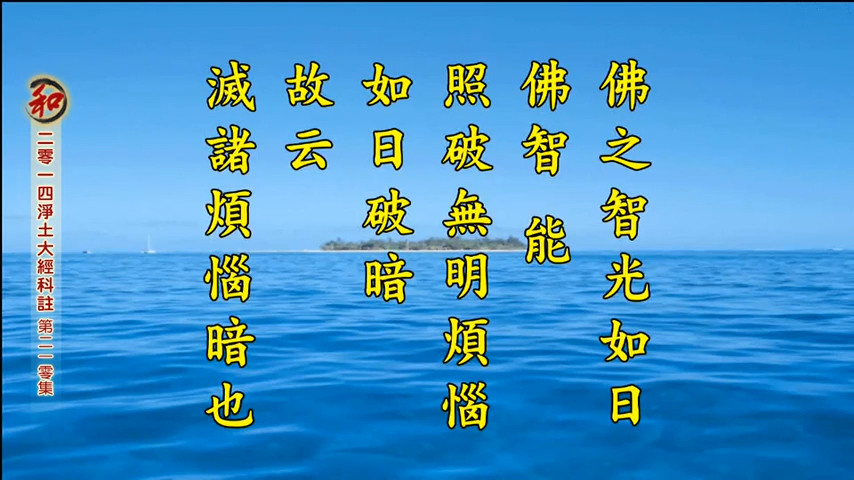 佛之智光如日
佛智 能
照破無明煩惱
如日破暗
故云
滅諸煩惱暗也
和
二零一四淨土大經科註 第二一零集